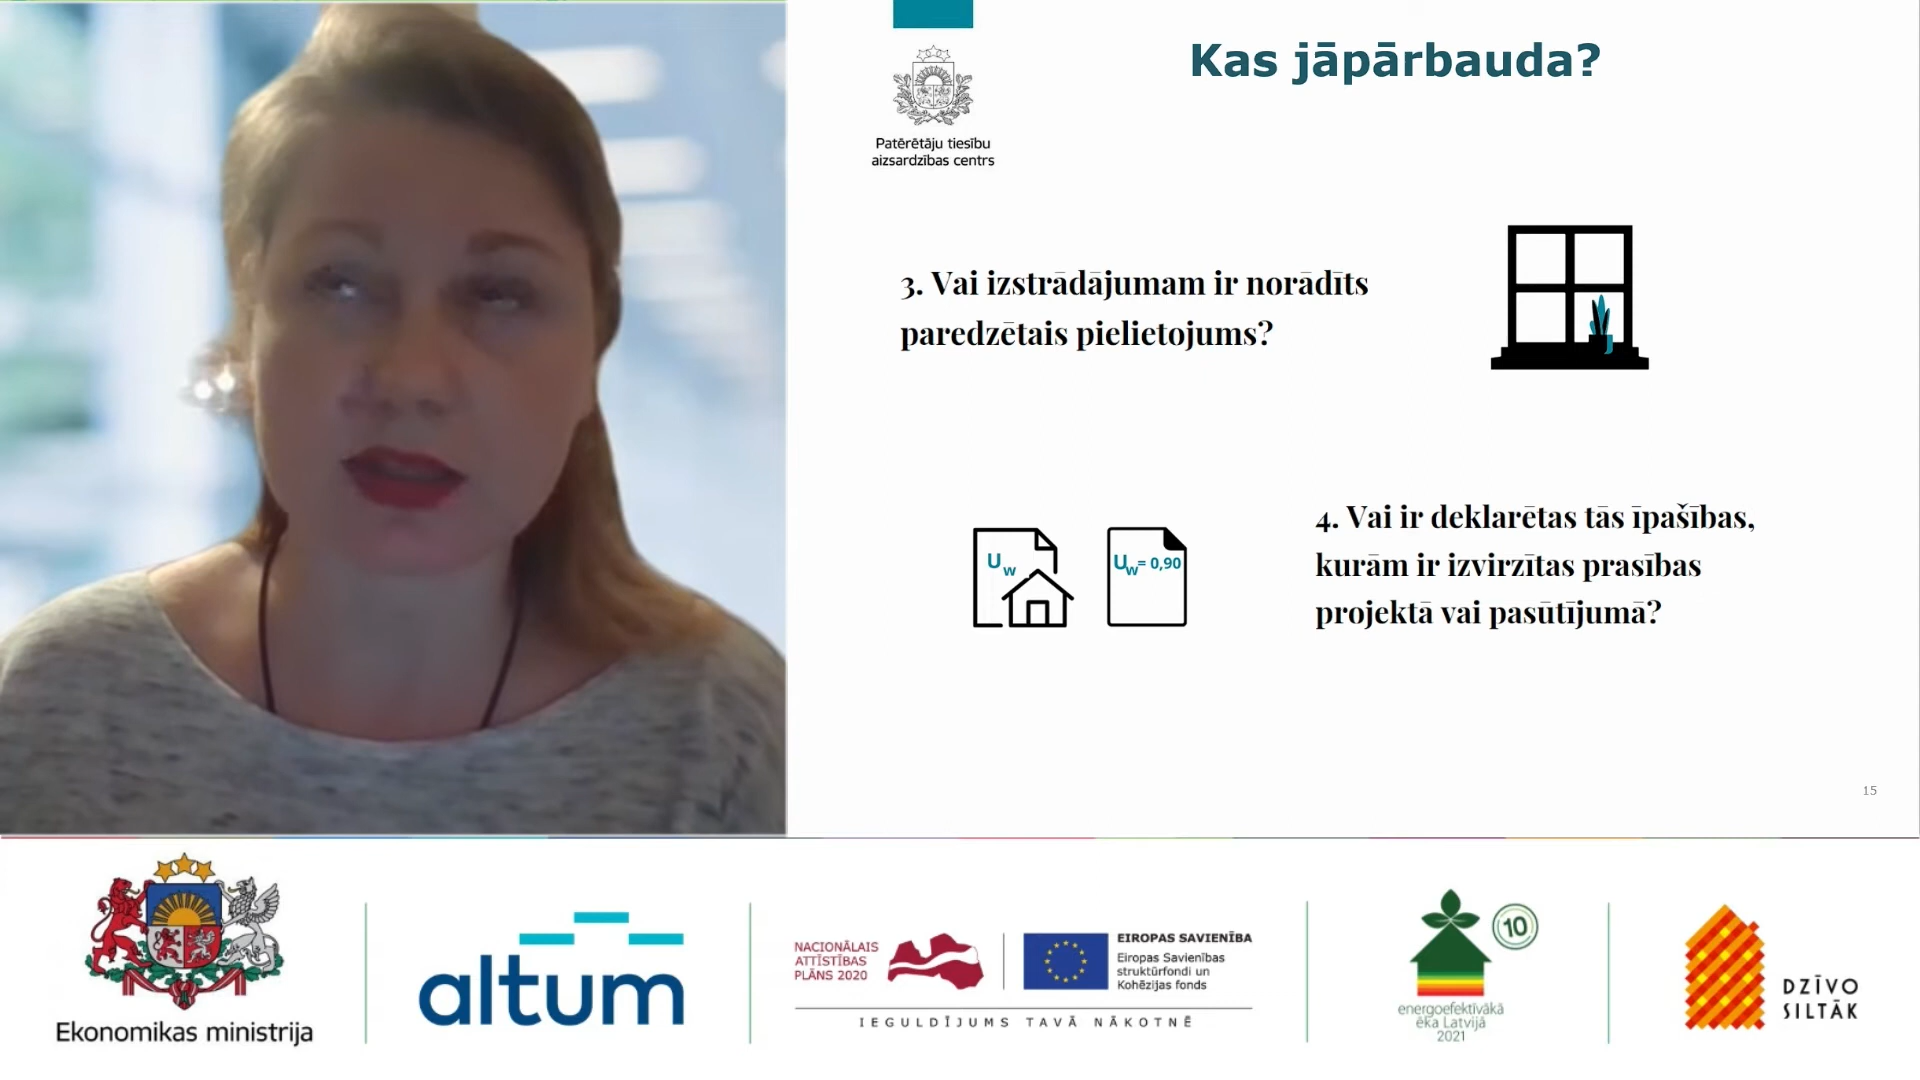 Kas jāpārbauda?
Patērētāju tiesību
aizsardzības centrs
3. Vai izstrādājumam ir norādīts
paredzētais pielietojums?
U w
Uw= 0,90
4. Vai ir deklarētas tās īpašības,
kurām ir izvirzītas prasības
projektā vai pasūtījumā?
15
Ekonomikas ministrija
altum
NACIONĀLAIS
ATTĪSTĪBAS
PLĀNS 2020
EIROPAS SAVIENĪBA
Eiropas Savienības
struktūrfondi un
Kohēzijas fonds
IEGULDĪJUMS TAVĀ NĀKOTNĒ
10
energoefektīvākā
ēka Latvijā
2021
DZĪVO
SILTĀK